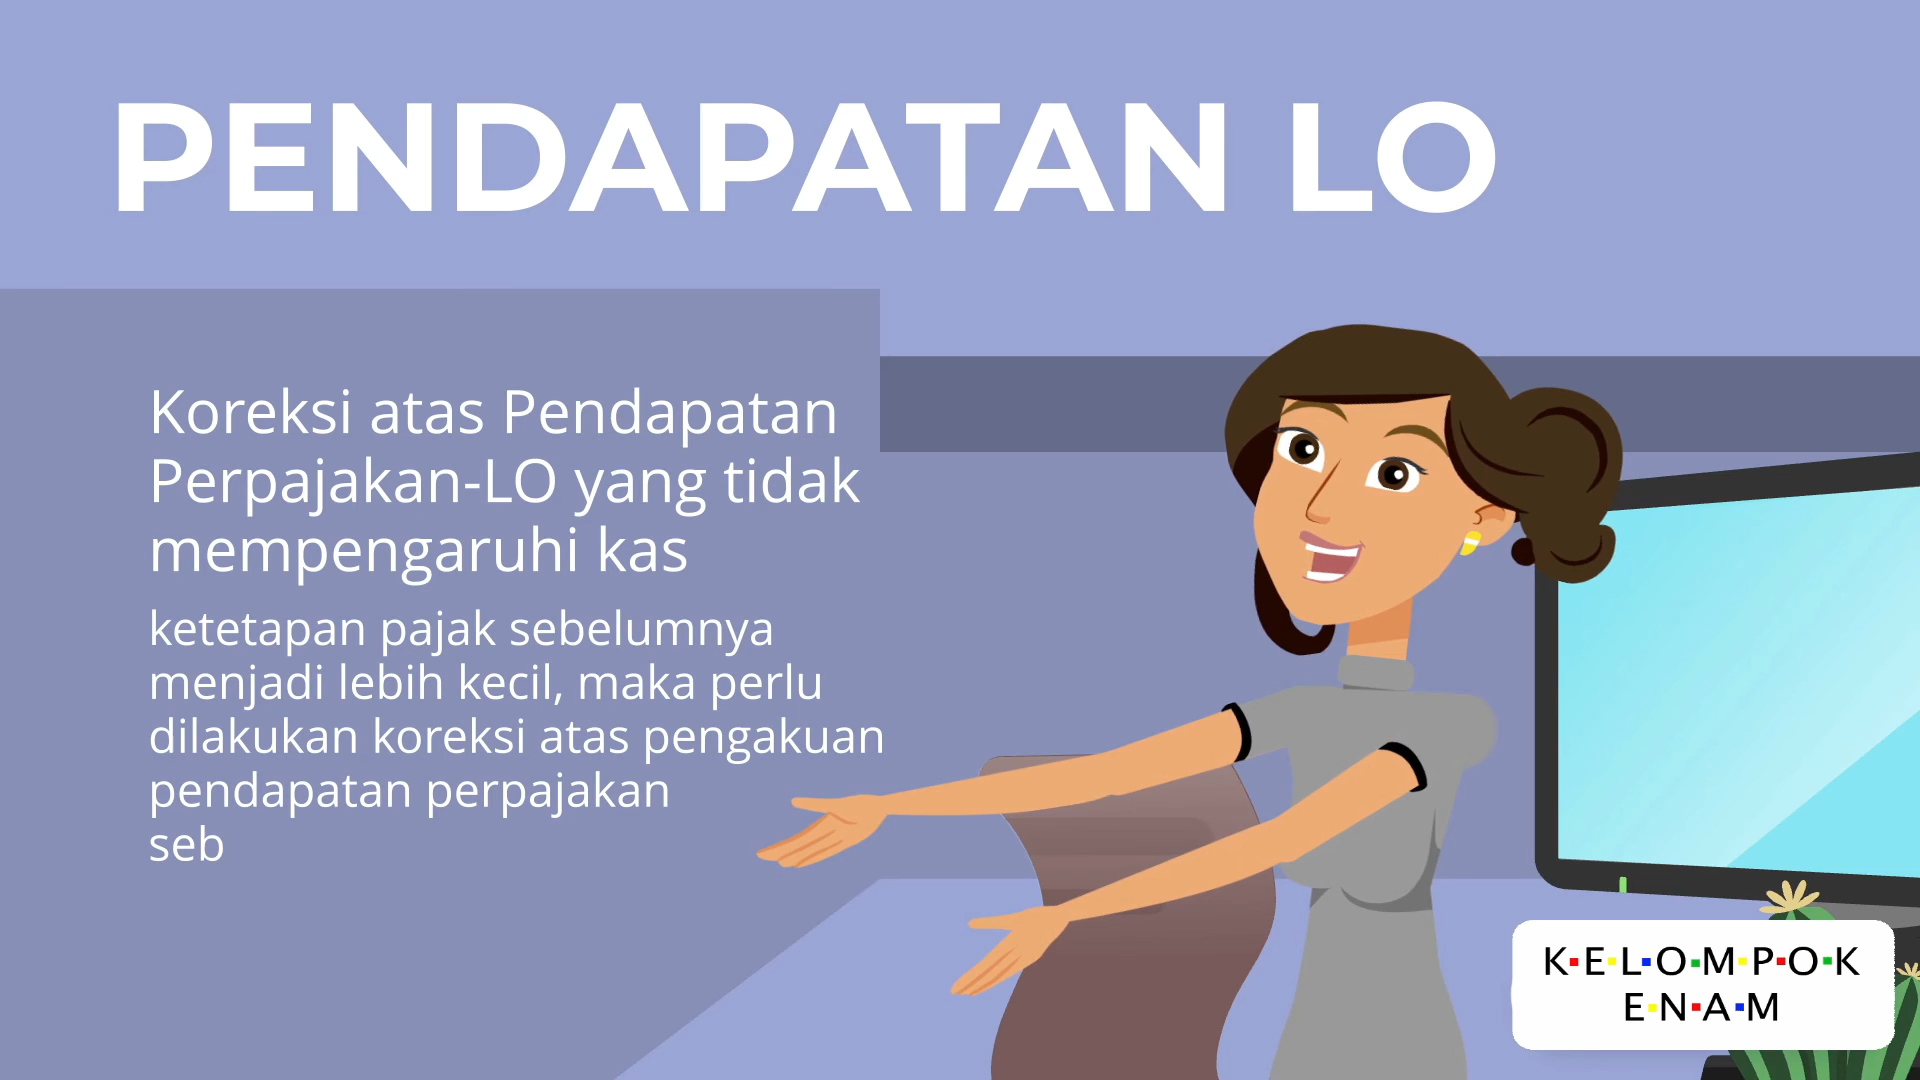 PENDAPATAN LO
Koreksi atas Pendapatan
Perpajakan-LO yang tidak
mempengaruhi kas
ketetapan pajak sebelumnya
menjadi lebih kecil, maka perlu
dilakukan koreksi atas pengakuan
pendapatan perpajakan
seb
K·E·L·O·M·P·O·K
E·N·A·M